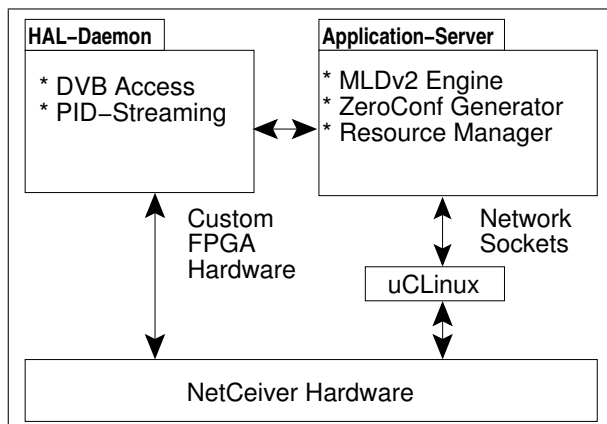 HAL−Daemon
* DVB Access
* PID−Streaming
Application−Server
* MLDv2 Engine
* ZeroConf Generator
* Resource Manager
Custom
FPGA
Hardware
Network
Sockets
uCLinux
NetCeiver Hardware